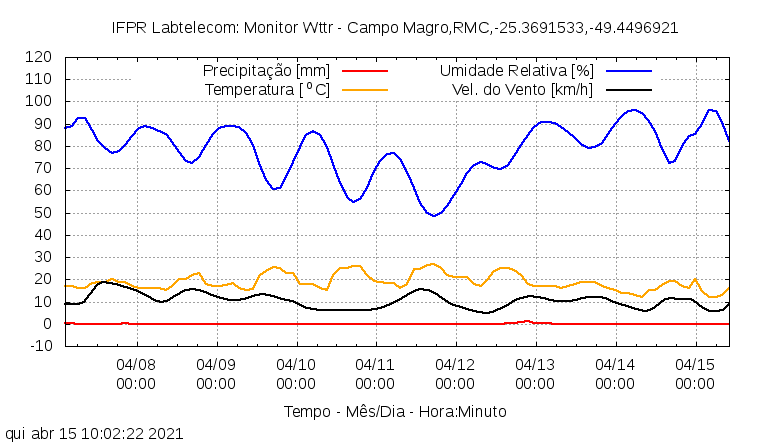 IFPR Labtelecom: Monitor Wttr - Campo Magro,RMC,-25.3691533,-49.4496921
120
110
100
90
80
70
60
50
40
30
20
10
0
-10
Precipitação [mm]
Temperatura [⁰C]
Umidade Relativa [%]
Vel. do Vento [km/h]
04/08 04/09 04/10 04/11 04/12 04/13 04/14 04/15
00:00 00:00 00:00 00:00 00:00 00:00 00:00 00:00
Tempo - Mês/Dia - Hora:Minuto
qui abr 15 10:02:22 2021